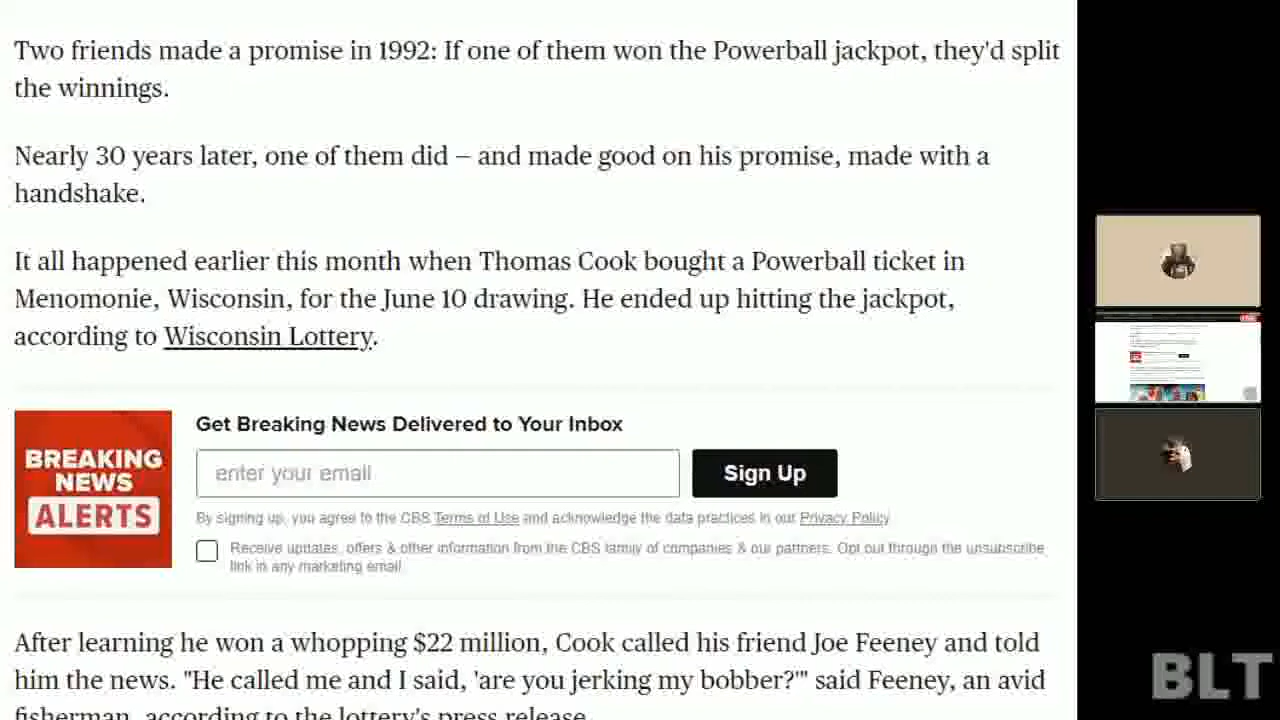 Two friends made a promise in 1992: If one of them won the Powerball jackpot, they'd split
the winnings.
Nearly 30 years later, one of them did – and made good on his promise, made with a
handshake.
It all happened earlier this month when Thomas Cook bought a Powerball ticket in
Menomonie, Wisconsin, for the June 10 drawing. He ended up hitting the jackpot,
according to Wisconsin Lottery.
BREAKING
NEWS
ALERTS
Get Breaking News Delivered to Your Inbox
enter your email
Sign Up
By signing up, you agree to the CBS Terms of Use and acknowledge the data practices in our Privacy Policy
Receive updates, offers & other information from the CBS family of companies & our partners. Opt out through the unsubscribe
link in any marketing email
After learning he won a whopping $22 million, Cook called his friend Joe Feeney and told
him the news. "He called me and I said, 'are you jerking my bobber?'" said Feeney, an avid
fisherman, according to the lottery's press release.
BLT